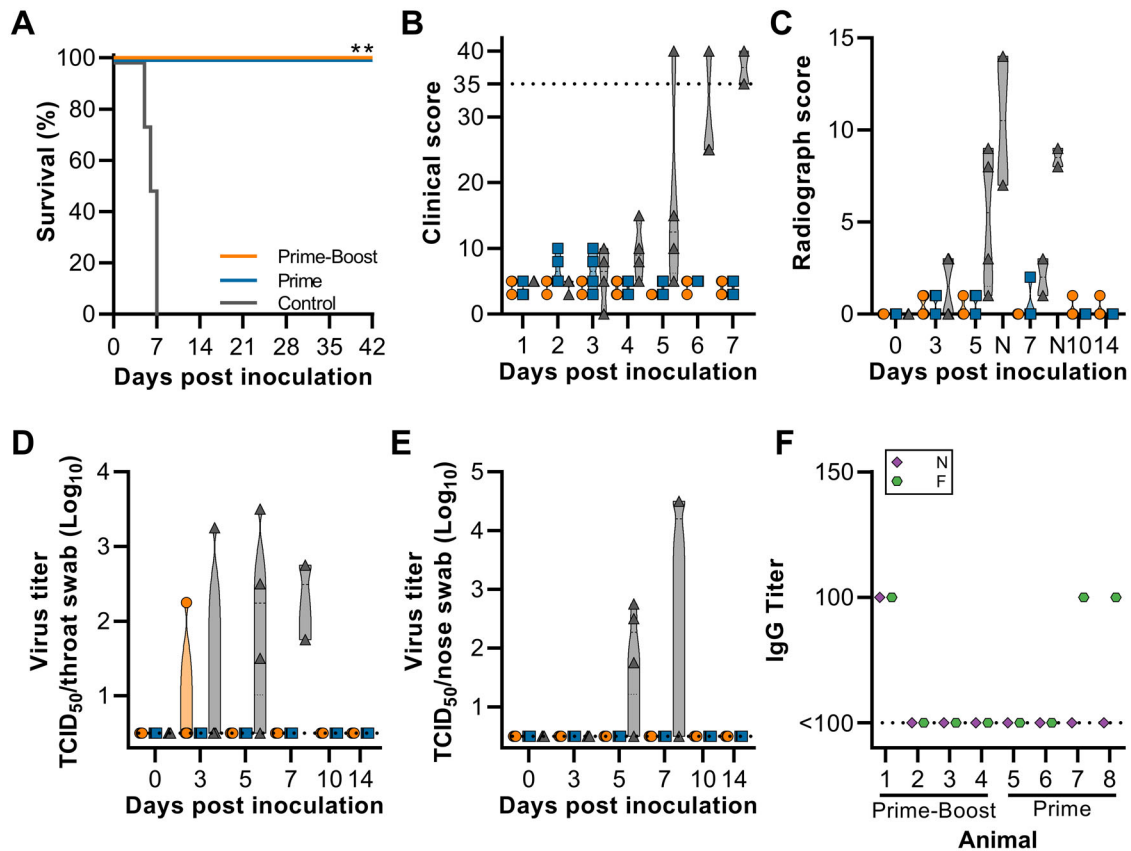 A
Survival (%)
100
80
60
40
20
0
**
Prime-Boost
Prime
Control
0 7 14 21 28 35 42
Days post inoculation
B
Clinical score
40
35
30
20
10
0
1 2 3 4 5 6 7
Days post inoculation
C
Radiograph score
15
10
5
0
0 3 5 N 7 N 10 14
Days post inoculation
D
Virus titer
TCID50/throat swab (Log10)
4
3
2
1
0 3 5 7 10 14
Days post inoculation
E
Virus titer
TCID50/nose swab (Log10)
5
4
3
2
1
0 3 5 7 10 14
Days post inoculation
F
N
F
IgG Titer
150
100
<100
1 2 3 4 5 6 7 8
Prime-Boost Prime
Animal